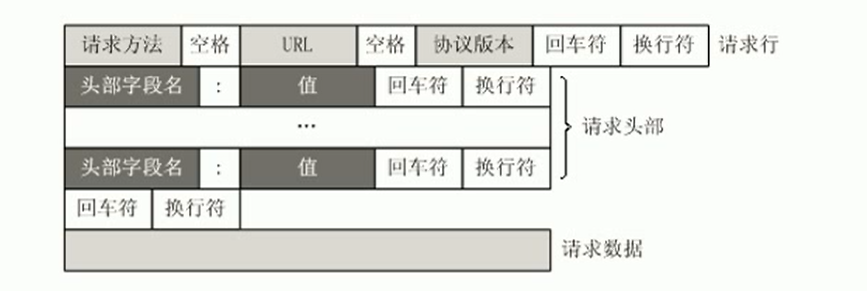 请求方法 空格 URL 空格 协议版本 回车符 换行符 请求行
头部字段名 : 值 回车符 换行符
... 请求头部
头部字段名 : 值 回车符 换行符
回车符 换行符
请求数据